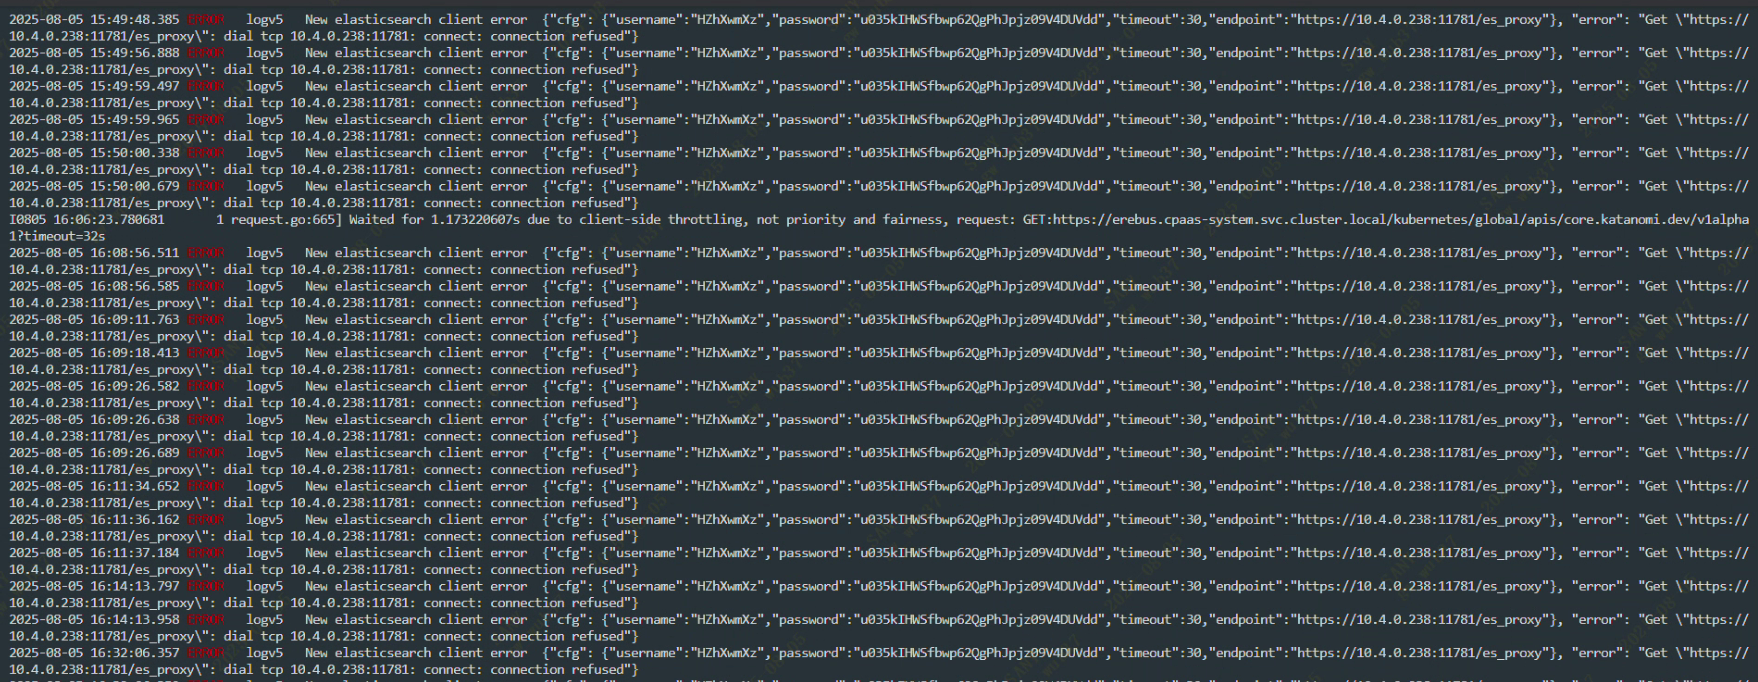 2025-08-05 15:49:48.385 ERROR logv5 New elasticsearch client error {"cfg": {"username":"HZhXwmXz","password":"u035kIHWSfbwp62QgPhJpjz09V4DUVdd","timeout":30,"endpoint":"https://10.4.0.238:11781/es_proxy"}, "error": "Get \"https://
10.4.0.238:11781/es_proxy\": dial tcp 10.4.0.238:11781: connect: connection refused"}
2025-08-05 15:49:56.888 ERROR logv5 New elasticsearch client error {"cfg": {"username":"HZhXwmXz","password":"u035kIHWSfbwp62QgPhJpjz09V4DUVdd","timeout":30,"endpoint":"https://10.4.0.238:11781/es_proxy"}, "error": "Get \"https://
10.4.0.238:11781/es_proxy\": dial tcp 10.4.0.238:11781: connect: connection refused"}
2025-08-05 15:49:59.497 ERROR logv5 New elasticsearch client error {"cfg": {"username":"HZhXwmXz","password":"u035kIHWSfbwp62QgPhJpjz09V4DUVdd","timeout":30,"endpoint":"https://10.4.0.238:11781/es_proxy"}, "error": "Get \"https://
10.4.0.238:11781/es_proxy\": dial tcp 10.4.0.238:11781: connect: connection refused"}
2025-08-05 15:49:59.965 ERROR logv5 New elasticsearch client error {"cfg": {"username":"HZhXwmXz","password":"u035kIHWSfbwp62QgPhJpjz09V4DUVdd","timeout":30,"endpoint":"https://10.4.0.238:11781/es_proxy"}, "error": "Get \"https://
10.4.0.238:11781/es_proxy\": dial tcp 10.4.0.238:11781: connect: connection refused"}
2025-08-05 15:50:00.338 ERROR logv5 New elasticsearch client error {"cfg": {"username":"HZhXwmXz","password":"u035kIHWSfbwp62QgPhJpjz09V4DUVdd","timeout":30,"endpoint":"https://10.4.0.238:11781/es_proxy"}, "error": "Get \"https://
10.4.0.238:11781/es_proxy\": dial tcp 10.4.0.238:11781: connect: connection refused"}
2025-08-05 15:50:00.679 ERROR logv5 New elasticsearch client error {"cfg": {"username":"HZhXwmXz","password":"u035kIHWSfbwp62QgPhJpjz09V4DUVdd","timeout":30,"endpoint":"https://10.4.0.238:11781/es_proxy"}, "error": "Get \"https://
10.4.0.238:11781/es_proxy\": dial tcp 10.4.0.238:11781: connect: connection refused"}
I0805 16:06:23.780681 1 request.go:665] Waited for 1.173220607s due to client-side throttling, not priority and fairness, request: GET:https://erebus.cpaas-system.svc.cluster.local/kubernetes/global/apis/core.katanomi.dev/v1alpha
1?timeout=32s
2025-08-05 16:08:56.511 ERROR logv5 New elasticsearch client error {"cfg": {"username":"HZhXwmXz","password":"u035kIHWSfbwp62QgPhJpjz09V4DUVdd","timeout":30,"endpoint":"https://10.4.0.238:11781/es_proxy"}, "error": "Get \"https://
10.4.0.238:11781/es_proxy\": dial tcp 10.4.0.238:11781: connect: connection refused"}
2025-08-05 16:08:56.585 ERROR logv5 New elasticsearch client error {"cfg": {"username":"HZhXwmXz","password":"u035kIHWSfbwp62QgPhJpjz09V4DUVdd","timeout":30,"endpoint":"https://10.4.0.238:11781/es_proxy"}, "error": "Get \"https://
10.4.0.238:11781/es_proxy\": dial tcp 10.4.0.238:11781: connect: connection refused"}
2025-08-05 16:09:11.763 ERROR logv5 New elasticsearch client error {"cfg": {"username":"HZhXwmXz","password":"u035kIHWSfbwp62QgPhJpjz09V4DUVdd","timeout":30,"endpoint":"https://10.4.0.238:11781/es_proxy"}, "error": "Get \"https://
10.4.0.238:11781/es_proxy\": dial tcp 10.4.0.238:11781: connect: connection refused"}
2025-08-05 16:09:18.413 ERROR logv5 New elasticsearch client error {"cfg": {"username":"HZhXwmXz","password":"u035kIHWSfbwp62QgPhJpjz09V4DUVdd","timeout":30,"endpoint":"https://10.4.0.238:11781/es_proxy"}, "error": "Get \"https://
10.4.0.238:11781/es_proxy\": dial tcp 10.4.0.238:11781: connect: connection refused"}
2025-08-05 16:09:26.582 ERROR logv5 New elasticsearch client error {"cfg": {"username":"HZhXwmXz","password":"u035kIHWSfbwp62QgPhJpjz09V4DUVdd","timeout":30,"endpoint":"https://10.4.0.238:11781/es_proxy"}, "error": "Get \"https://
10.4.0.238:11781/es_proxy\": dial tcp 10.4.0.238:11781: connect: connection refused"}
2025-08-05 16:09:26.638 ERROR logv5 New elasticsearch client error {"cfg": {"username":"HZhXwmXz","password":"u035kIHWSfbwp62QgPhJpjz09V4DUVdd","timeout":30,"endpoint":"https://10.4.0.238:11781/es_proxy"}, "error": "Get \"https://
10.4.0.238:11781/es_proxy\": dial tcp 10.4.0.238:11781: connect: connection refused"}
2025-08-05 16:09:26.689 ERROR logv5 New elasticsearch client error {"cfg": {"username":"HZhXwmXz","password":"u035kIHWSfbwp62QgPhJpjz09V4DUVdd","timeout":30,"endpoint":"https://10.4.0.238:11781/es_proxy"}, "error": "Get \"https://
10.4.0.238:11781/es_proxy\": dial tcp 10.4.0.238:11781: connect: connection refused"}
2025-08-05 16:11:34.652 ERROR logv5 New elasticsearch client error {"cfg": {"username":"HZhXwmXz","password":"u035kIHWSfbwp62QgPhJpjz09V4DUVdd","timeout":30,"endpoint":"https://10.4.0.238:11781/es_proxy"}, "error": "Get \"https://
10.4.0.238:11781/es_proxy\": dial tcp 10.4.0.238:11781: connect: connection refused"}
2025-08-05 16:11:36.162 ERROR logv5 New elasticsearch client error {"cfg": {"username":"HZhXwmXz","password":"u035kIHWSfbwp62QgPhJpjz09V4DUVdd","timeout":30,"endpoint":"https://10.4.0.238:11781/es_proxy"}, "error": "Get \"https://
10.4.0.238:11781/es_proxy\": dial tcp 10.4.0.238:11781: connect: connection refused"}
2025-08-05 16:11:37.184 ERROR logv5 New elasticsearch client error {"cfg": {"username":"HZhXwmXz","password":"u035kIHWSfbwp62QgPhJpjz09V4DUVdd","timeout":30,"endpoint":"https://10.4.0.238:11781/es_proxy"}, "error": "Get \"https://
10.4.0.238:11781/es_proxy\": dial tcp 10.4.0.238:11781: connect: connection refused"}
2025-08-05 16:14:13.797 ERROR logv5 New elasticsearch client error {"cfg": {"username":"HZhXwmXz","password":"u035kIHWSfbwp62QgPhJpjz09V4DUVdd","timeout":30,"endpoint":"https://10.4.0.238:11781/es_proxy"}, "error": "Get \"https://
10.4.0.238:11781/es_proxy\": dial tcp 10.4.0.238:11781: connect: connection refused"}
2025-08-05 16:14:13.958 ERROR logv5 New elasticsearch client error {"cfg": {"username":"HZhXwmXz","password":"u035kIHWSfbwp62QgPhJpjz09V4DUVdd","timeout":30,"endpoint":"https://10.4.0.238:11781/es_proxy"}, "error": "Get \"https://
10.4.0.238:11781/es_proxy\": dial tcp 10.4.0.238:11781: connect: connection refused"}
2025-08-05 16:32:06.357 ERROR logv5 New elasticsearch client error {"cfg": {"username":"HZhXwmXz","password":"u035kIHWSfbwp62QgPhJpjz09V4DUVdd","timeout":30,"endpoint":"https://10.4.0.238:11781/es_proxy"}, "error": "Get \"https://
10.4.0.238:11781/es_proxy\": dial tcp 10.4.0.238:11781: connect: connection refused"}